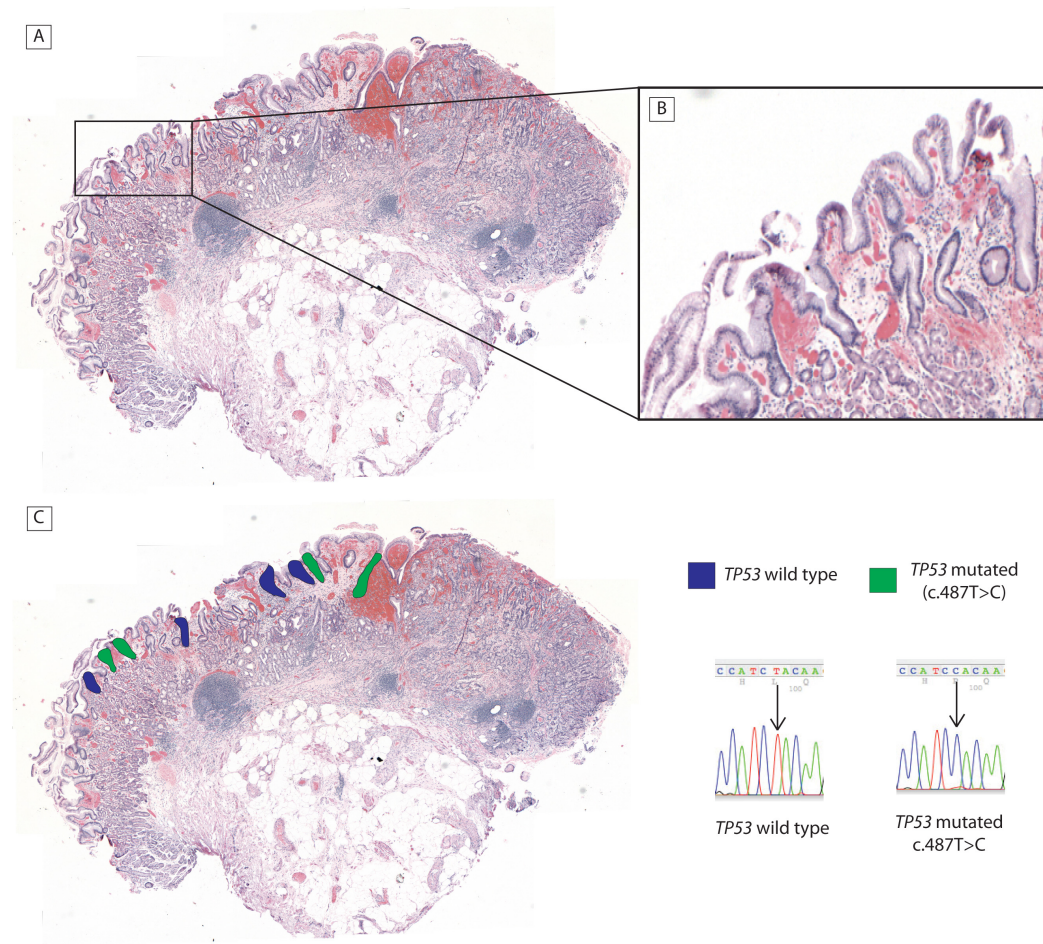 A
B
C
TP53 wild type
TP53 mutated
(c.487T>C)
C C A T C T A C A A
H L Q
100
C C A T C C A C A A
H P Q
100
TP53 wild type
TP53 mutated
c.487T>C